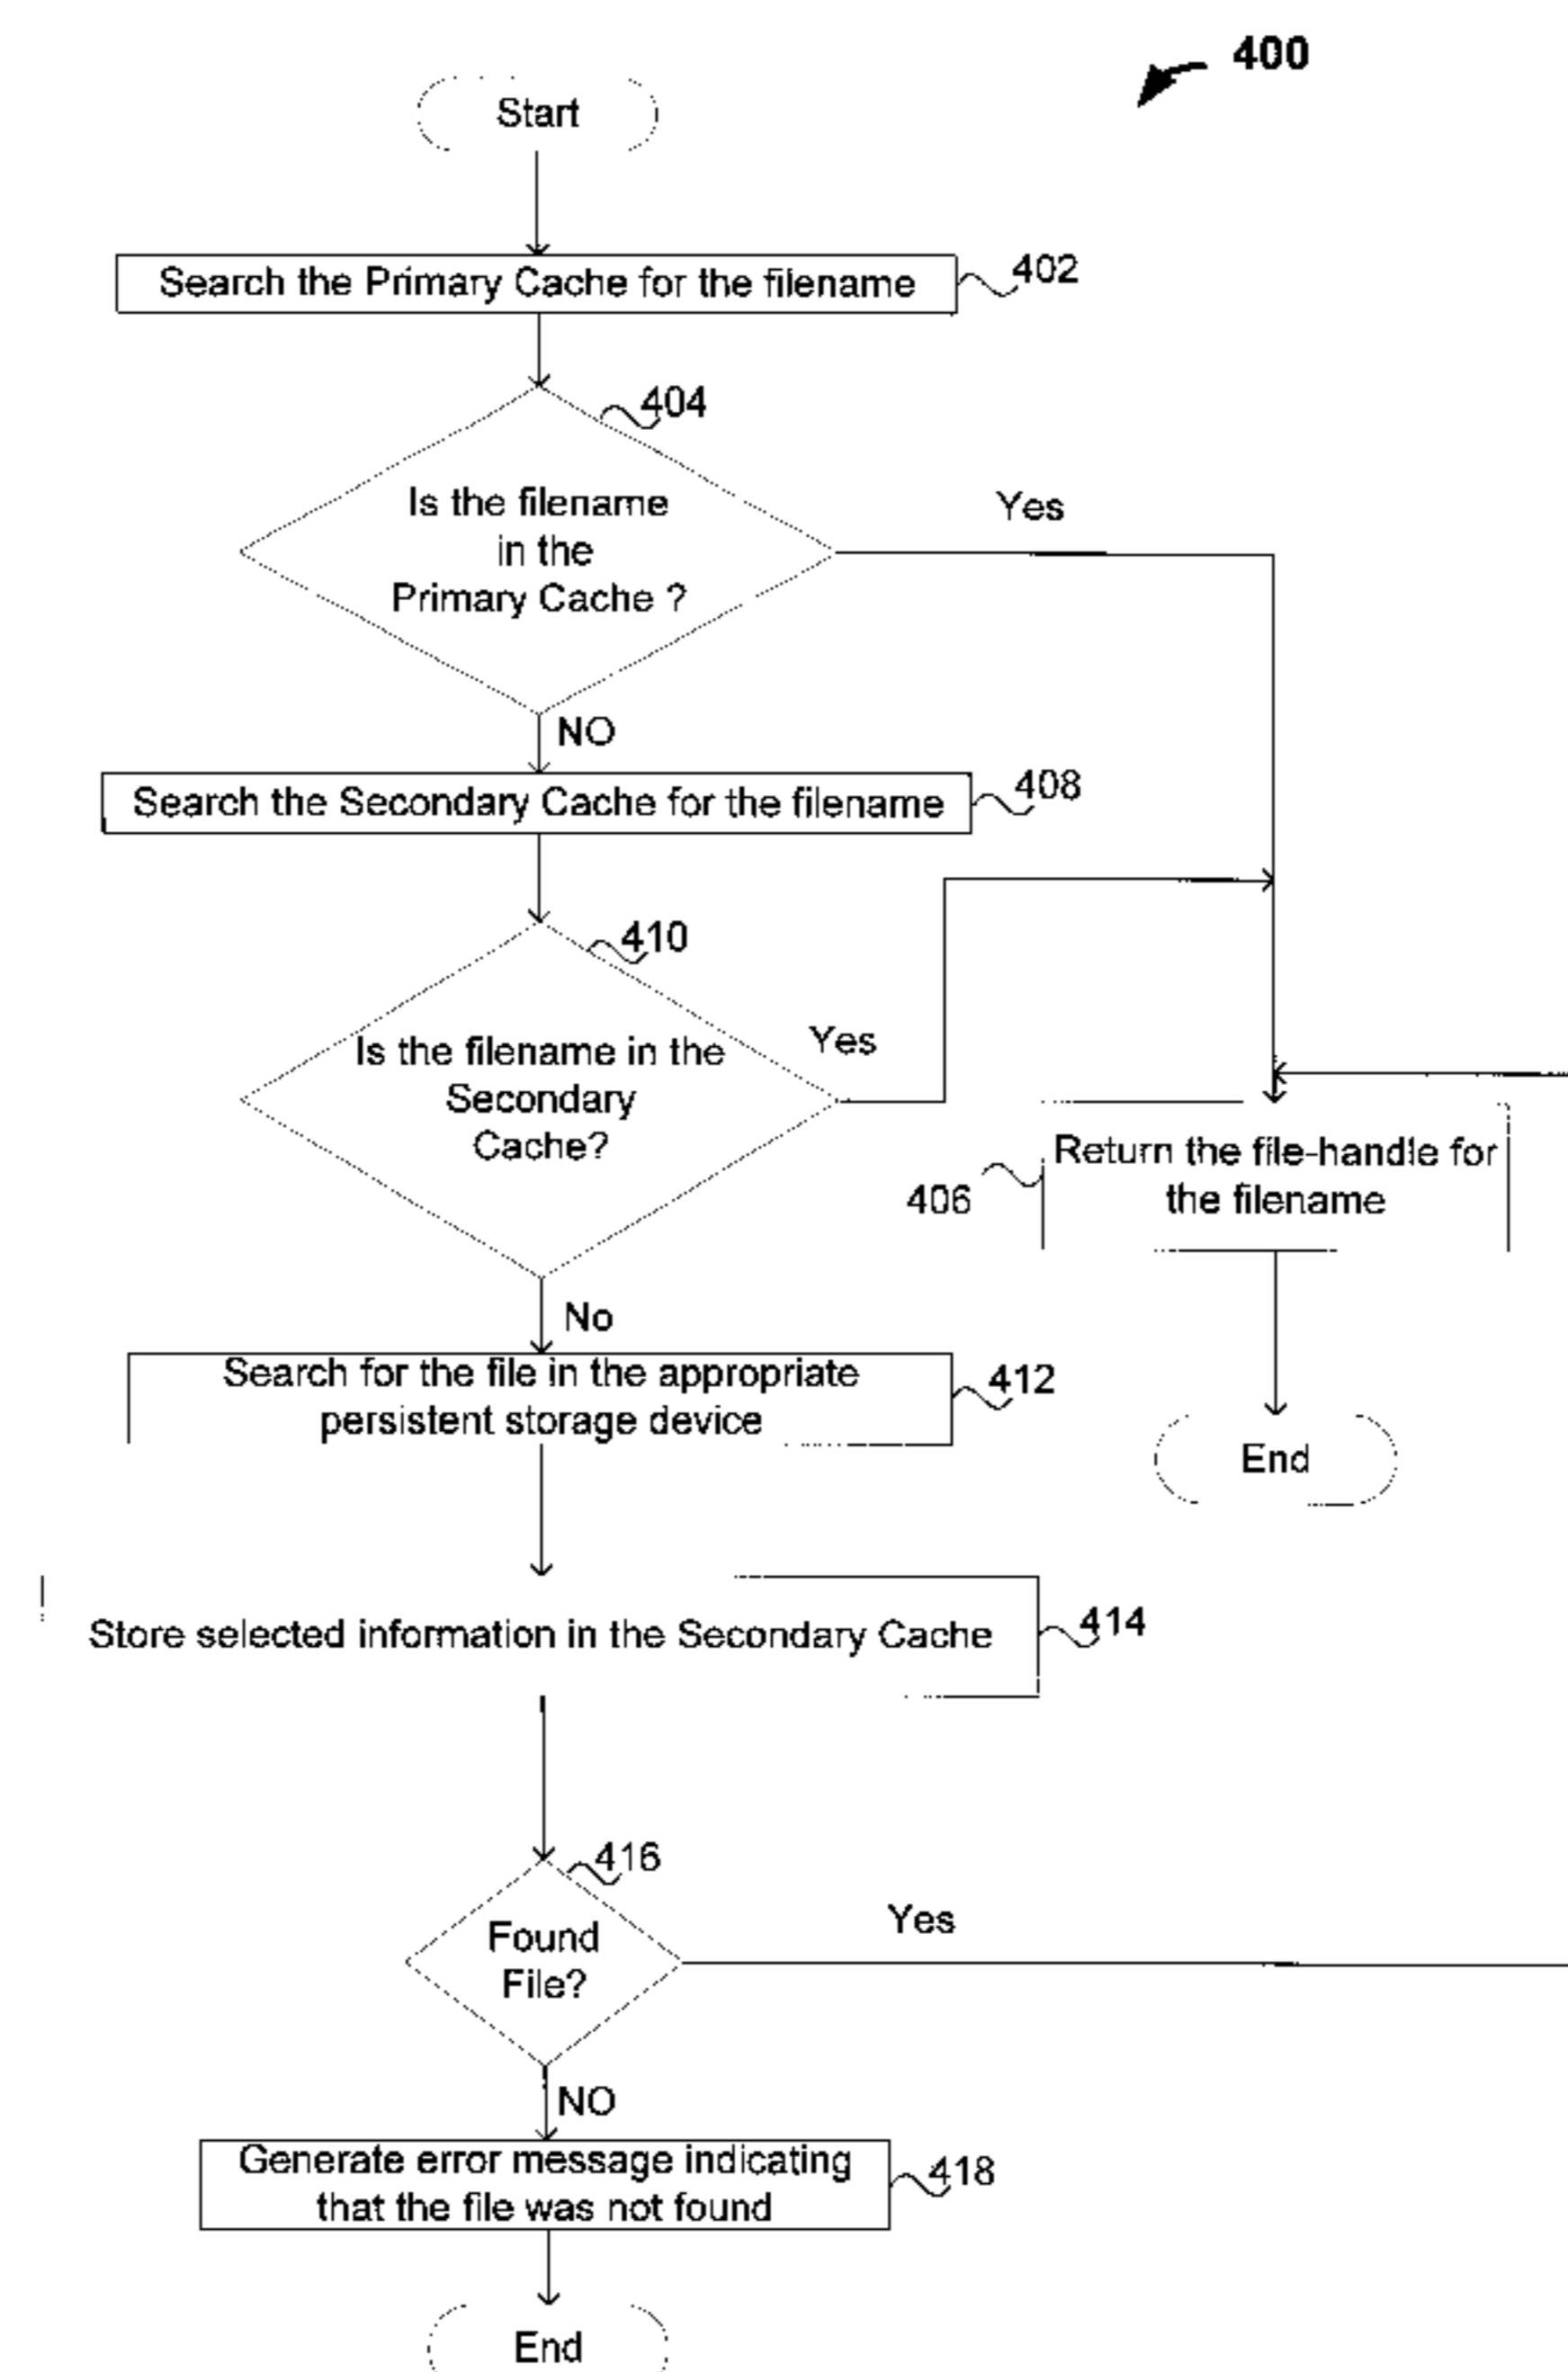 400
Start
Search the Primary Cache for the filename
402
404
Is the filename
in the
Primary Cache ?
Yes
NO
Search the Secondary Cache for the filename
408
410
Is the filename in the
Secondary
Cache?
Yes
Return the file-handle for
the filename
406
No
Search for the file in the appropriate
persistent storage device
412
End
Store selected information in the Secondary Cache
414
416
Found
File?
Yes
NO
Generate error message indicating
that the file was not found
418
End